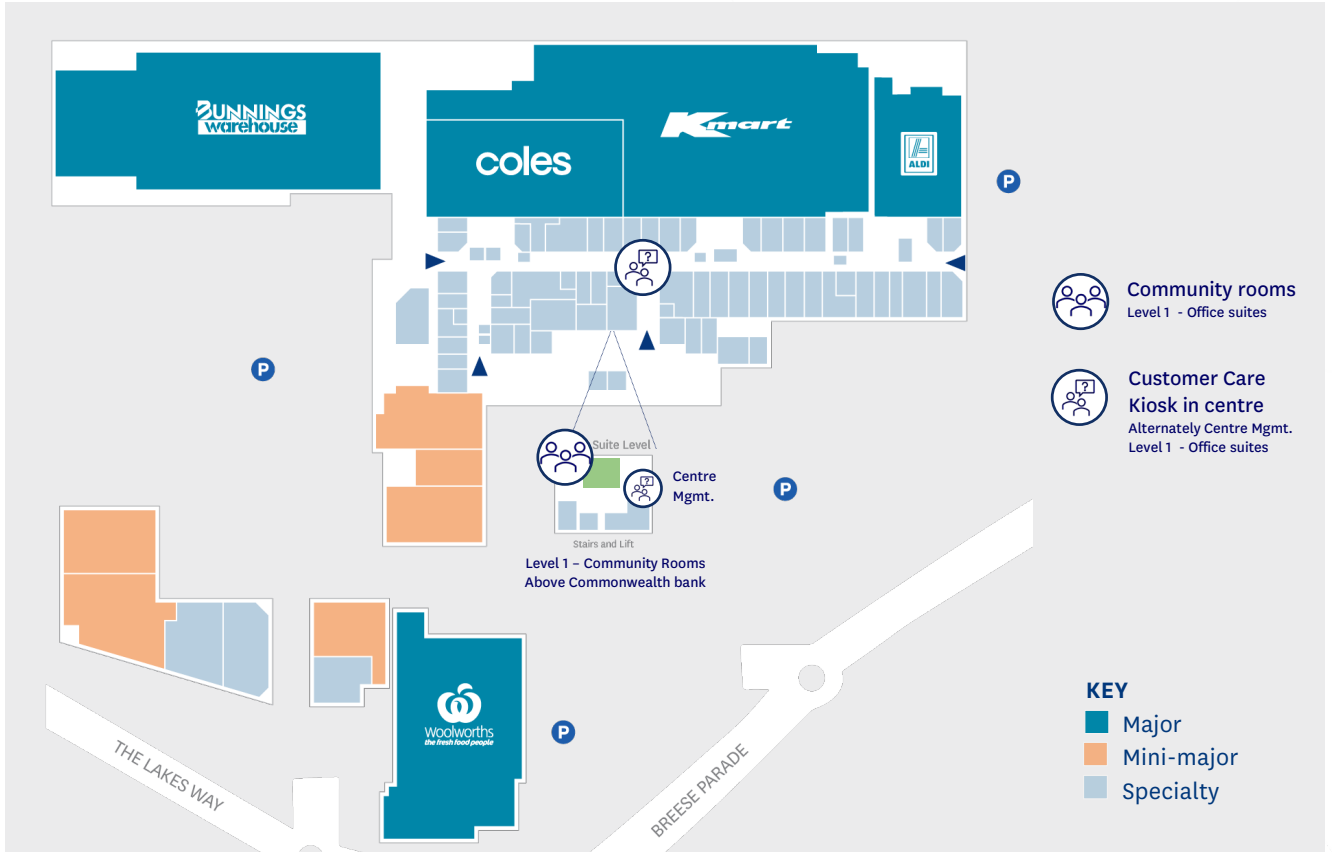 BUNNINGS
warehouse
Kmart
coles
ALDI
P
Community rooms
Level 1 - Office suites
?
P
Customer Care
Kiosk in centre
Alternately Centre Mgmt.
Level 1 - Office suites
?
Suite Level
Centre
Mgmt.
?
P
Stairs and Lift
Level 1 – Community Rooms
Above Commonwealth bank
KEY
Major
Mini-major
Specialty
woolworths
the fresh food people
P
THE LAKES WAY
BREESE PARADE